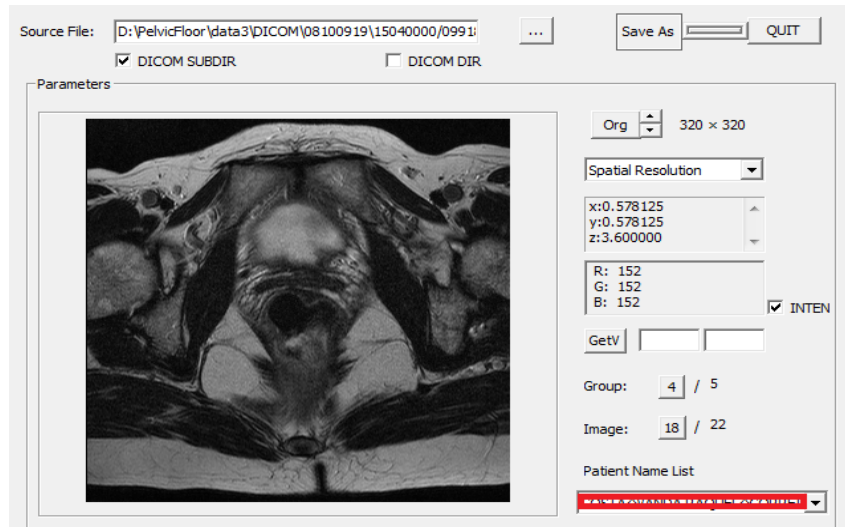 Source File: D:\PelvicFloor\data3\DICOM\08100919\15040000/0991 ... Save As QUIT
DICOM SUBDIR DICOM DIR
Parameters
Org 320 × 320
Spatial Resolution
x:0.578125
y:0.578125
z:3.600000
R: 152
G: 152
B: 152
INTEN
GetV
Group: 4 / 5
Image: 18 / 22
Patient Name List